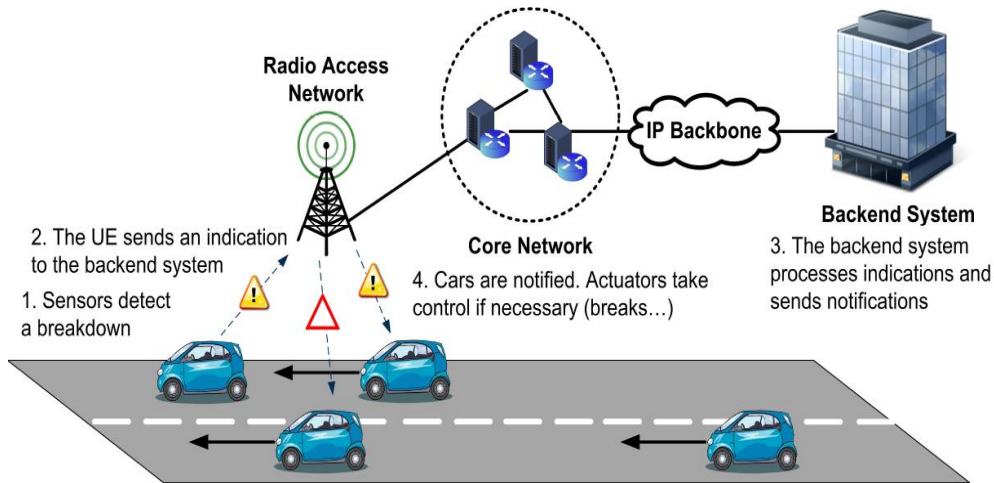 Radio Access
Network
IP Backbone
Backend System
3. The backend system
processes indications and
sends notifications
Core Network
4. Cars are notified. Actuators take
control if necessary (breaks…)
2. The UE sends an indication
to the backend system
1. Sensors detect
a breakdown